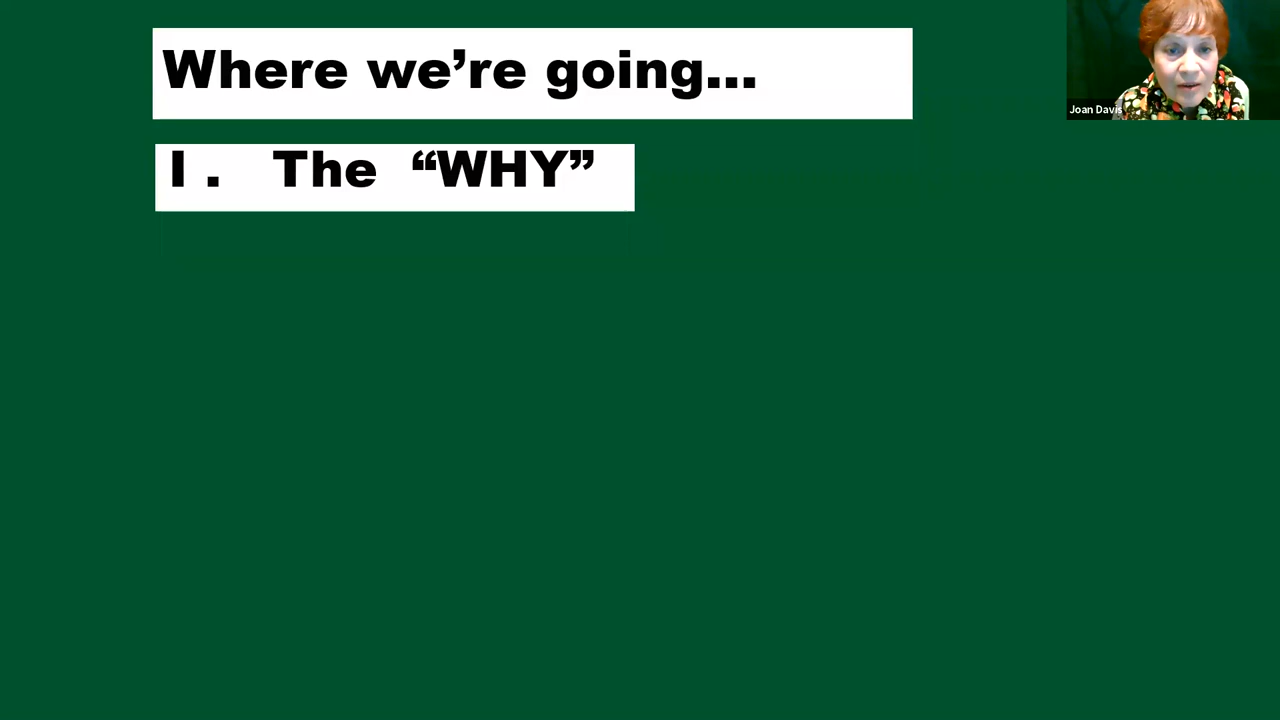 Where we’re going…
I . The “WHY”
Joan Davis